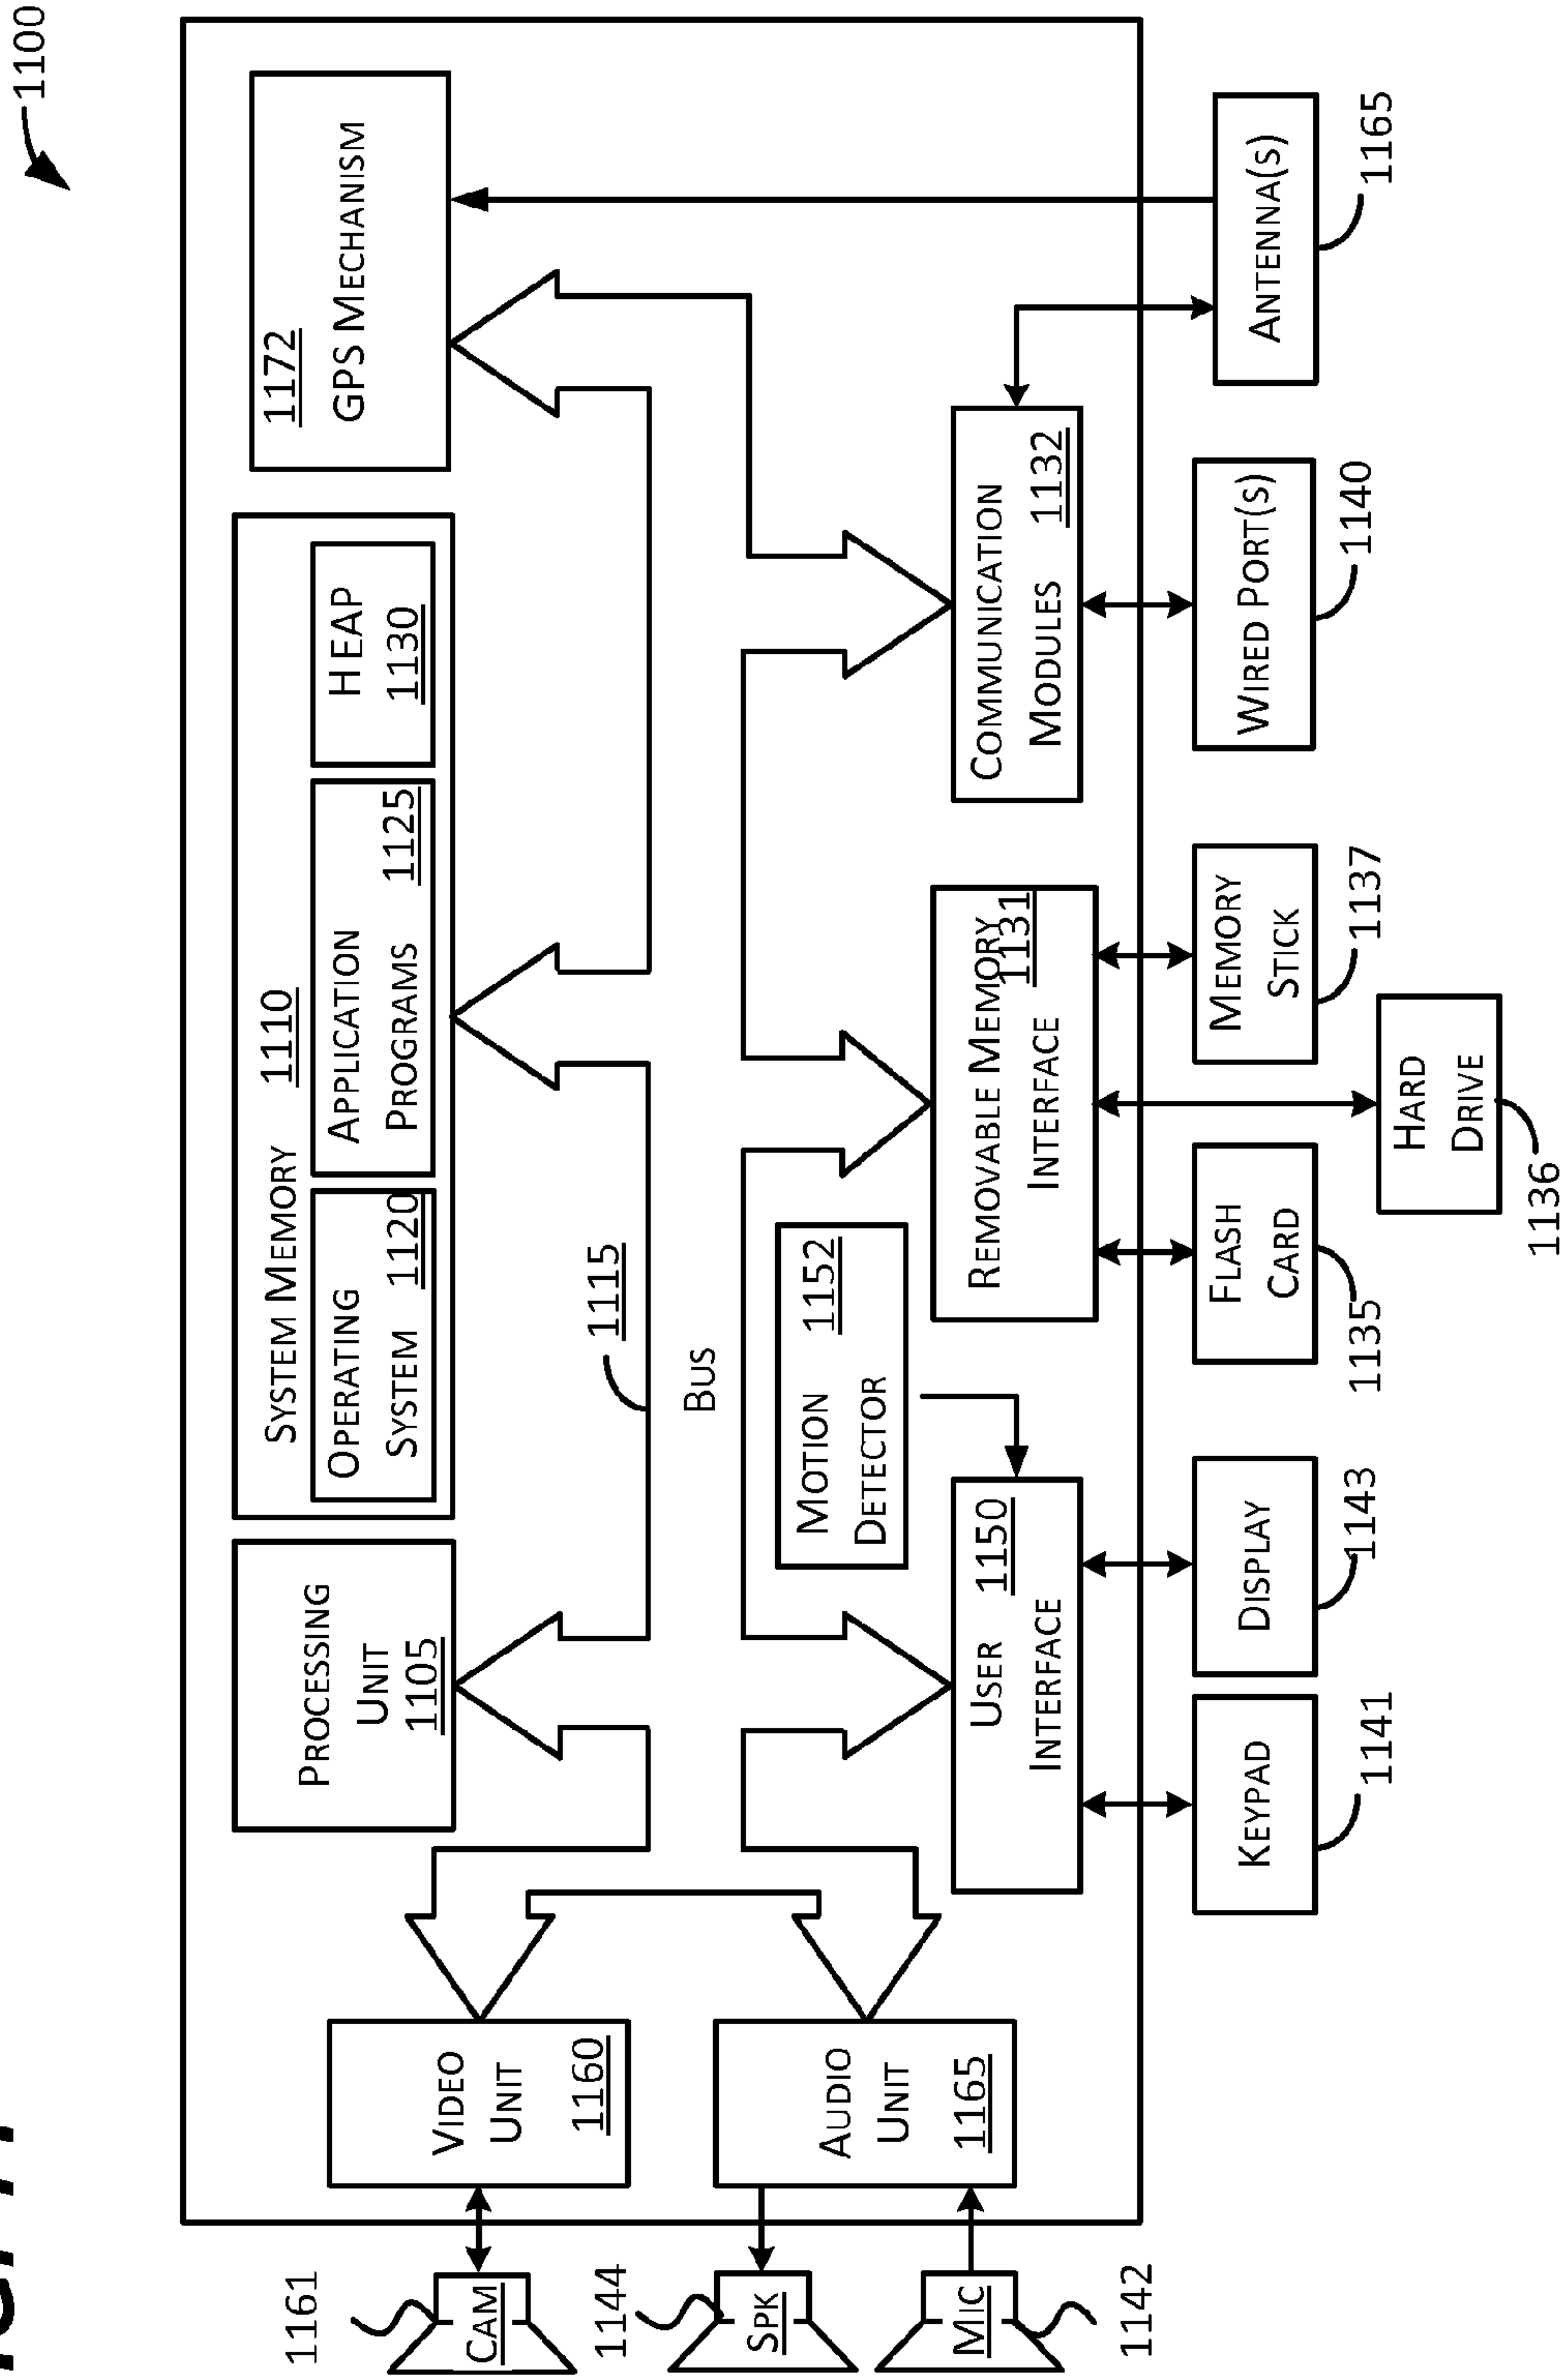 1100
1172
GPS MECHANISM
SYSTEM MEMORY 1110
HEAP
1130
APPLICATION
PROGRAMS 1125
OPERATING
SYSTEM 1120
PROCESSING
UNIT
1105
1115
BUS
VIDEO
UNIT
1160
AUDIO
UNIT
1165
1161
CAM
1144
SPK
MIC
1142
MOTION
DETECTOR 1152
USER
INTERFACE 1150
REMOVABLE MEMORY
INTERFACE 1131
COMMUNICATION
MODULES 1132
KEYPAD
1141
DISPLAY
1143
FLASH
CARD
1135
HARD
DRIVE
1136
MEMORY
STICK
1137
WIRED PORT(S)
1140
ANTENNA(S)
1165